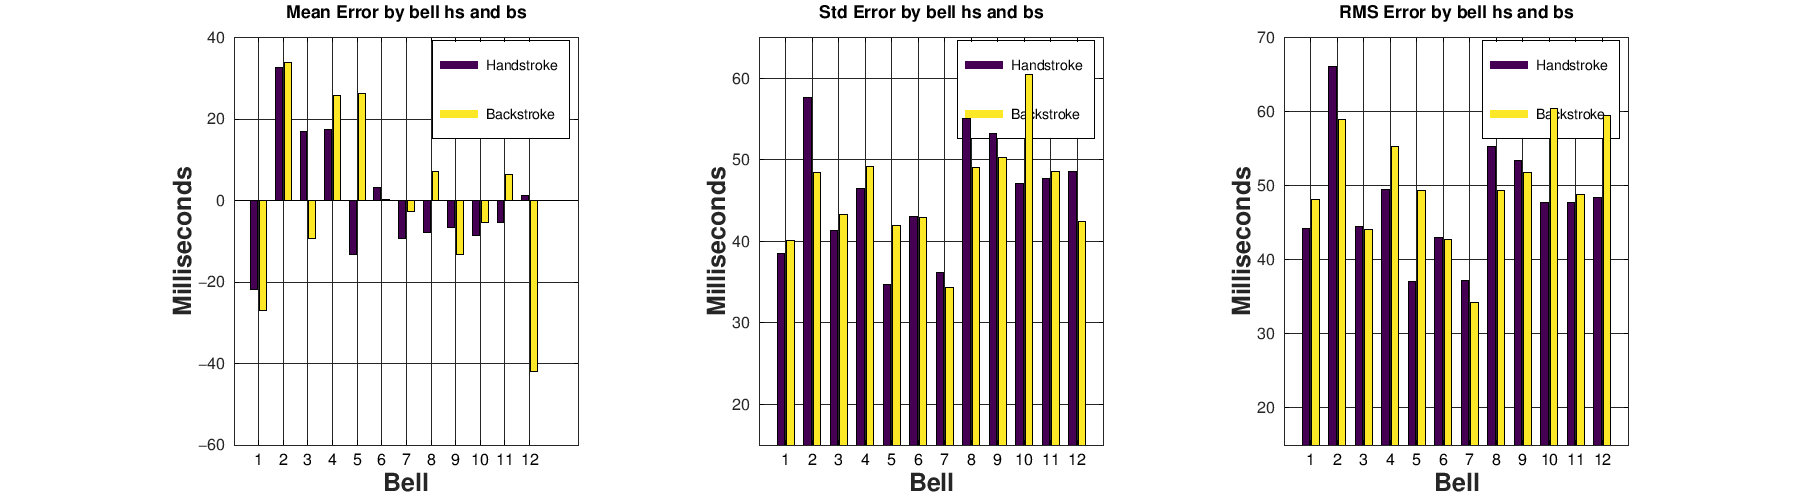 Mean Error by bell hs and bs
40
20
0
−20
−40
−60
Milliseconds
Handstroke
Backstroke
1 2 3 4 5 6 7 8 9 10 11 12
Bell
Std Error by bell hs and bs
60
50
40
30
20
Milliseconds
Handstroke
Backstroke
1 2 3 4 5 6 7 8 9 10 11 12
Bell
RMS Error by bell hs and bs
70
60
50
40
30
20
Milliseconds
Handstroke
Backstroke
1 2 3 4 5 6 7 8 9 10 11 12
Bell